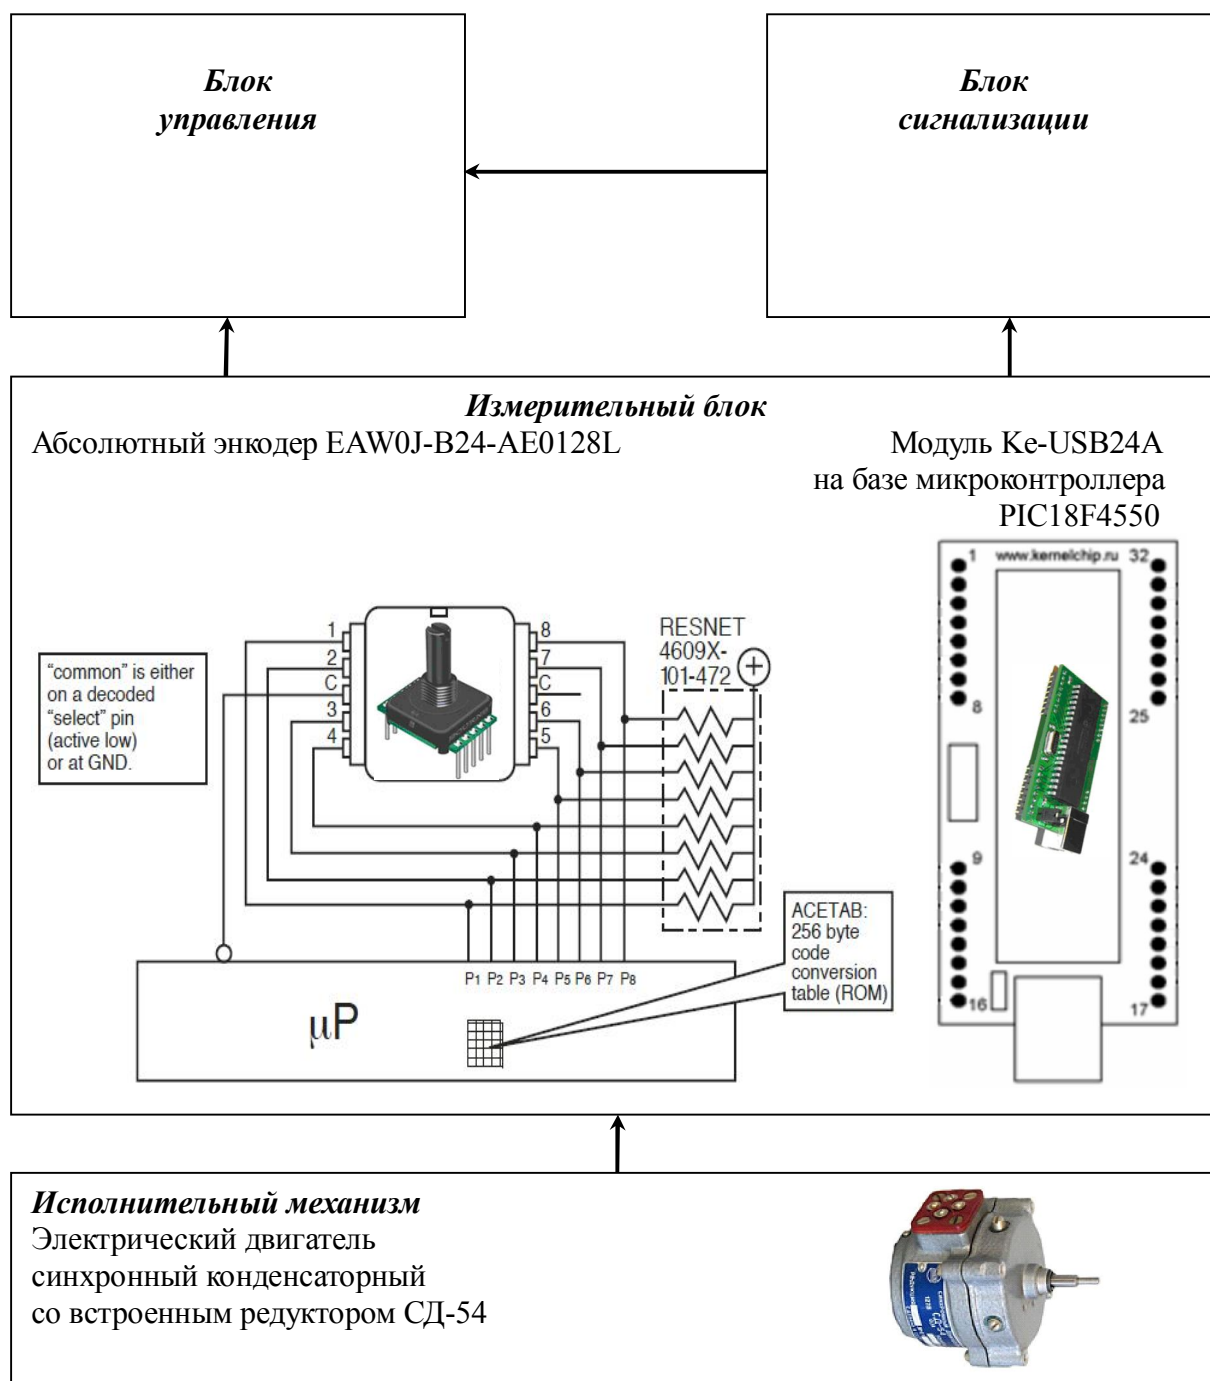 Блок
управления
Блок
сигнализации
Измерительный блок
Абсолютный энкодер EAW0J-B24-AE0128L
Модуль Ke-USB24A
на базе микроконтроллера
PIC18F4550
"common" is either
on a decoded
"select" pin
(active low)
or at GND.
1
2
C
3
4
8
7
C
6
5
RESNET
4609X-
101-472
ACETAB:
256 byte
code
conversion
table (ROM)
P1 P2 P3 P4 P5 P6 P7 P8
µP
1 www.kernelchip.ru 32
8
25
9
24
16
17
Исполнительный механизм
Электрический двигатель
синхронный конденсаторный
со встроенным редуктором СД-54
СД-54